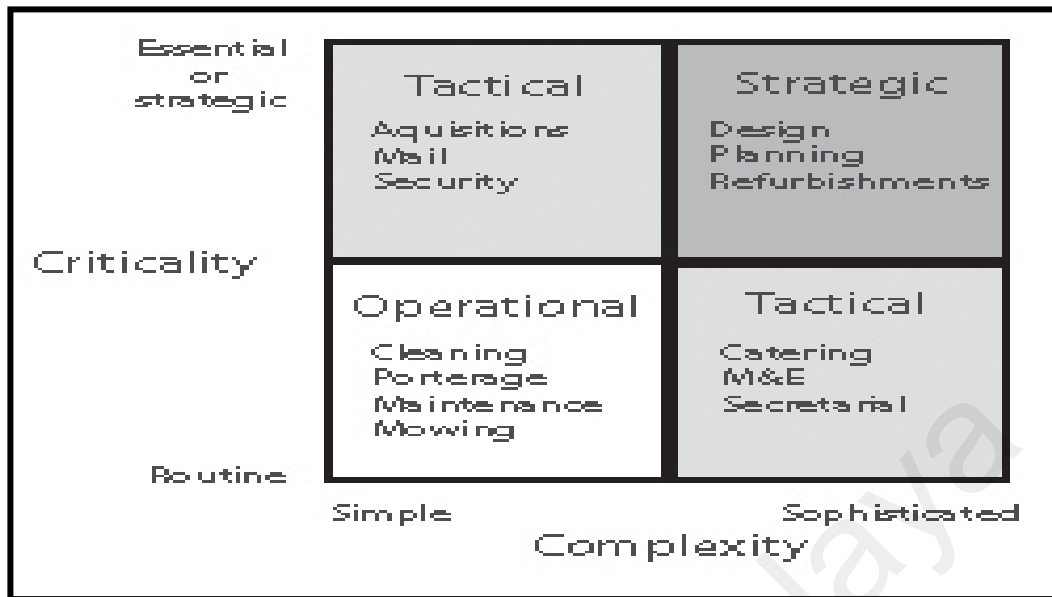 Essential
or
strategic
Tactical
Aquisitions
Mail
Security
Strategic
Design
Planning
Refurbishments
Criticality
Operational
Cleaning
Porterage
Maintenance
Mowing
Tactical
Catering
M&E
Secretarial
Routine
Simple
Sophisticated
Complexity
laya